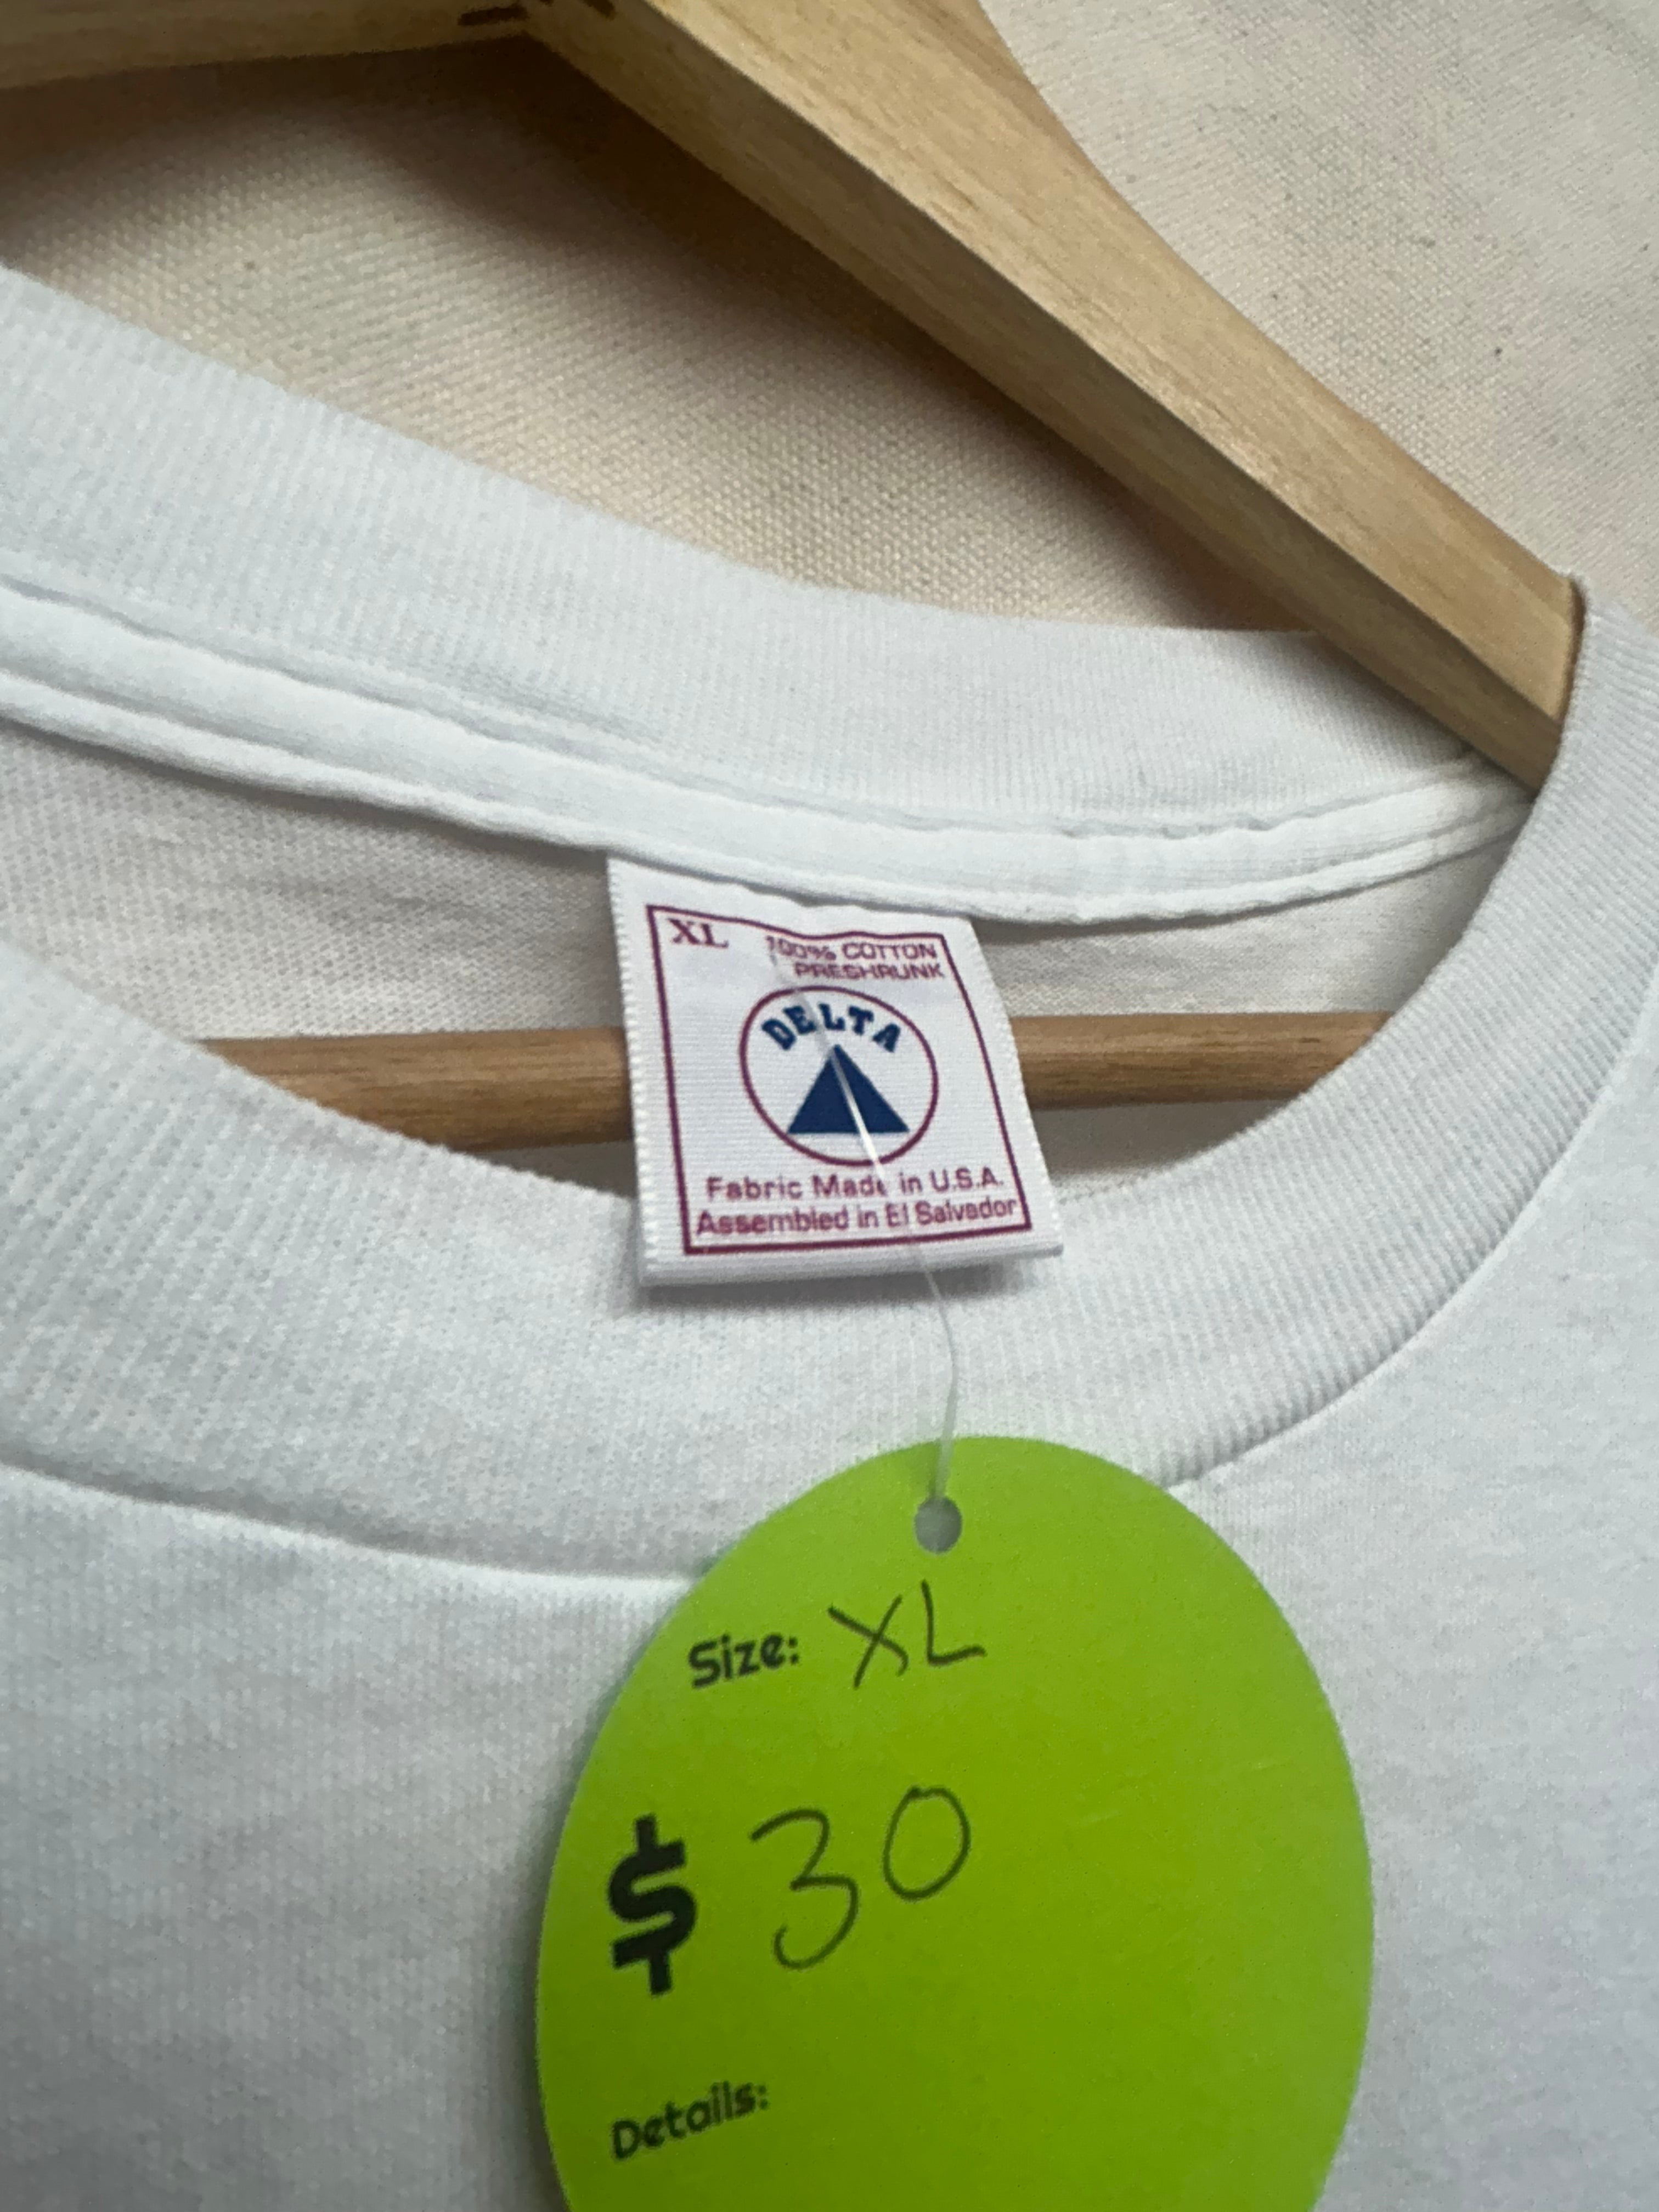 XL
100% COTTON
PRESHRUNK
DELTA
Fabric Made in U.S.A.
Assembled in El Salvador
Size: XL
$ 30
Details: